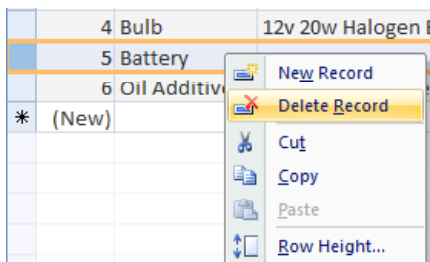 4 Bulb 12v 20w Halogen
5 Battery
New Record
6 Oil Additive
Delete Record
* (New)
Cut
Copy
Paste
Row Height...